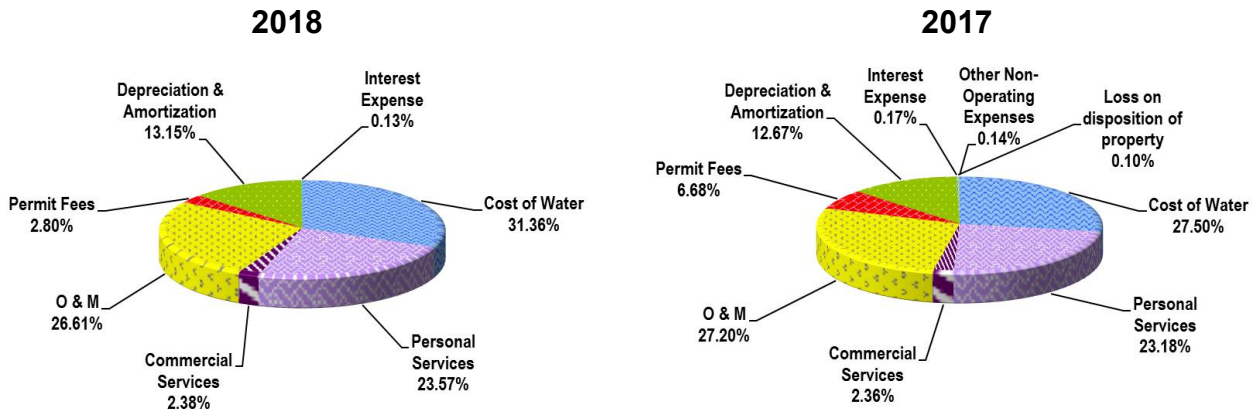 2018
Depreciation &
Amortization
13.15%
Interest
Expense
0.13%
Permit Fees
2.80%
Cost of Water
31.36%
O & M
26.61%
Commercial
Services
2.38%
Personal
Services
23.57%
2017
Depreciation &
Amortization
12.67%
Interest
Expense
0.17%
Other Non-
Operating
Expenses
0.14%
Loss on
disposition of
property
0.10%
Permit Fees
6.68%
Cost of Water
27.50%
O & M
27.20%
Commercial
Services
2.36%
Personal
Services
23.18%